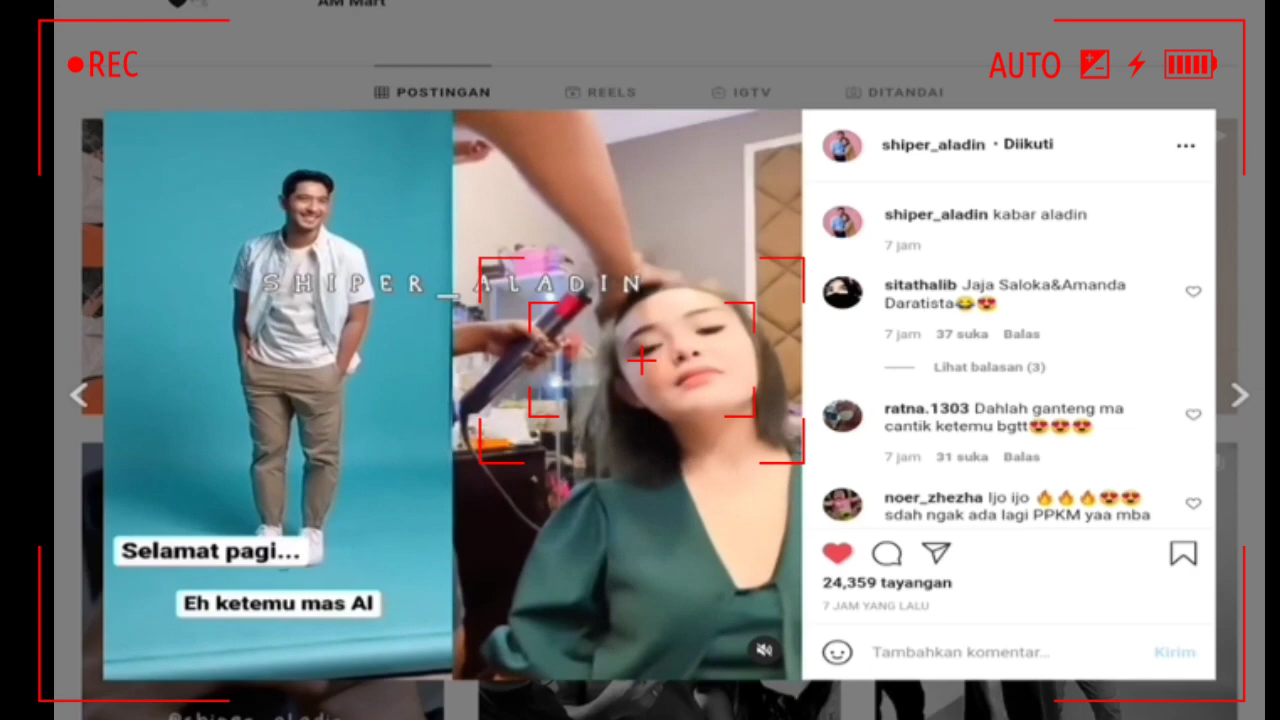 AM Mart
REC
AUTO
POSTINGAN
REELS
IGTV
DITANDAI
SHIPER_ALADIN
Selamat pagi...
Eh ketemu mas Al
shiper_aladin • Diikuti
shiper_aladin kabar aladin
7 jam
sitathalib Jaja Saloka&Amanda
Daratista😂😍
7 jam 37 suka Balas
Lihat balasan (3)
ratna.1303 Dahlah ganteng ma
cantik ketemu bgtt😍😍😍
7 jam 31 suka Balas
noer_zhezha Ijo ijo 🔥🔥🔥😍😍
sdah ngak ada lagi PPKM yaa mba
24,359 tayangan
7 JAM YANG LALU
Tambahkan komentar...
Kirim